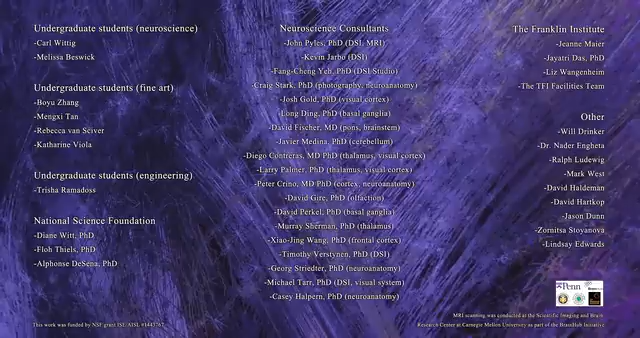 Undergraduate students (neuroscience)
-Carl Wittig
-Melissa Beswick
Undergraduate students (fine art)
-Boyu Zhang
-Mengxi Tan
-Rebecca van Sciver
-Katharine Viola
Undergraduate students (engineering)
-Trisha Ramadoss
National Science Foundation
-Diane Witt, PhD
-Floh Thiels, PhD
-Alphonse DeSena, PhD
This work was funded by NSF grant ISE/AISL #1443767
Neuroscience Consultants
-John Pyles, PhD (DSI, MRI)
-Kevin Jarbo (DSI)
-Fang-Cheng Yeh, PhD (DSI Studio)
-Craig Stark, PhD (photography, neuroanatomy)
-Josh Gold, PhD (visual cortex)
-Long Ding, PhD (basal ganglia)
-David Fischer, MD (pons, brainstem)
-Javier Medina, PhD (cerebellum)
-Diego Contreras, MD PhD (thalamus, visual cortex)
-Larry Palmer, PhD (thalamus, visual cortex)
-Peter Crino, MD PhD (cortex, neuroanatomy)
-David Gire, PhD (olfaction)
-David Perkel, PhD (basal ganglia)
-Murray Sherman, PhD (thalamus)
-Xiao-Jing Wang, PhD (frontal cortex)
-Timothy Verstynen, PhD (DSI)
-Georg Striedter, PhD (neuroanatomy)
-Michael Tarr, PhD (DSI, visual system)
-Casey Halpern, PhD (neuroanatomy)
The Franklin Institute
-Jeanne Maier
-Jayatri Das, PhD
-Liz Wangenheim
-The TFI Facilities Team
Other
-Will Drinker
-Dr. Nader Engheta
-Ralph Ludewig
-Mark West
-David Haldeman
-David Hartkop
-Jason Dunn
-Zornitsa Stoyanova
-Lindsay Edwards
Penn
MRI scanning was conducted at the Scientific Imaging and Brain
Research Center at Carnegie Mellon University as part of the BrainHub Initiative